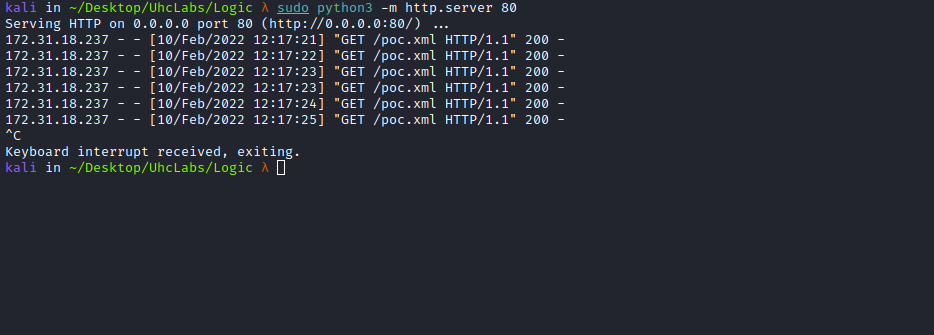 kali in ~/Desktop/UhcLabs/Logic λ sudo python3 -m http.server 80
Serving HTTP on 0.0.0.0 port 80 (http://0.0.0.0:80/) ...
172.31.18.237 - - [10/Feb/2022 12:17:21] "GET /poc.xml HTTP/1.1" 200 -
172.31.18.237 - - [10/Feb/2022 12:17:22] "GET /poc.xml HTTP/1.1" 200 -
172.31.18.237 - - [10/Feb/2022 12:17:23] "GET /poc.xml HTTP/1.1" 200 -
172.31.18.237 - - [10/Feb/2022 12:17:23] "GET /poc.xml HTTP/1.1" 200 -
172.31.18.237 - - [10/Feb/2022 12:17:24] "GET /poc.xml HTTP/1.1" 200 -
172.31.18.237 - - [10/Feb/2022 12:17:25] "GET /poc.xml HTTP/1.1" 200 -
^C
Keyboard interrupt received, exiting.
kali in ~/Desktop/UhcLabs/Logic λ